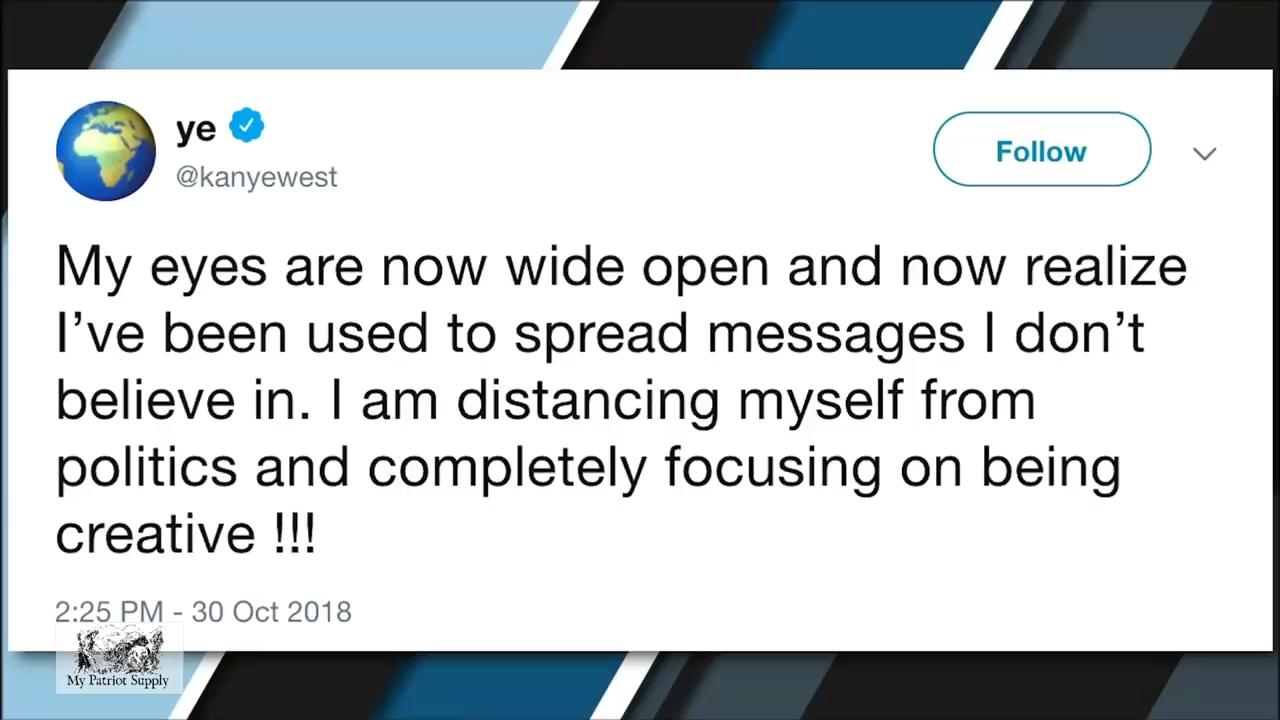 ye
@kanyewest
Follow
My eyes are now wide open and now realize
I’ve been used to spread messages I don’t
believe in. I am distancing myself from
politics and completely focusing on being
creative !!!
2:25 PM - 30 Oct 2018
My Patriot Supply